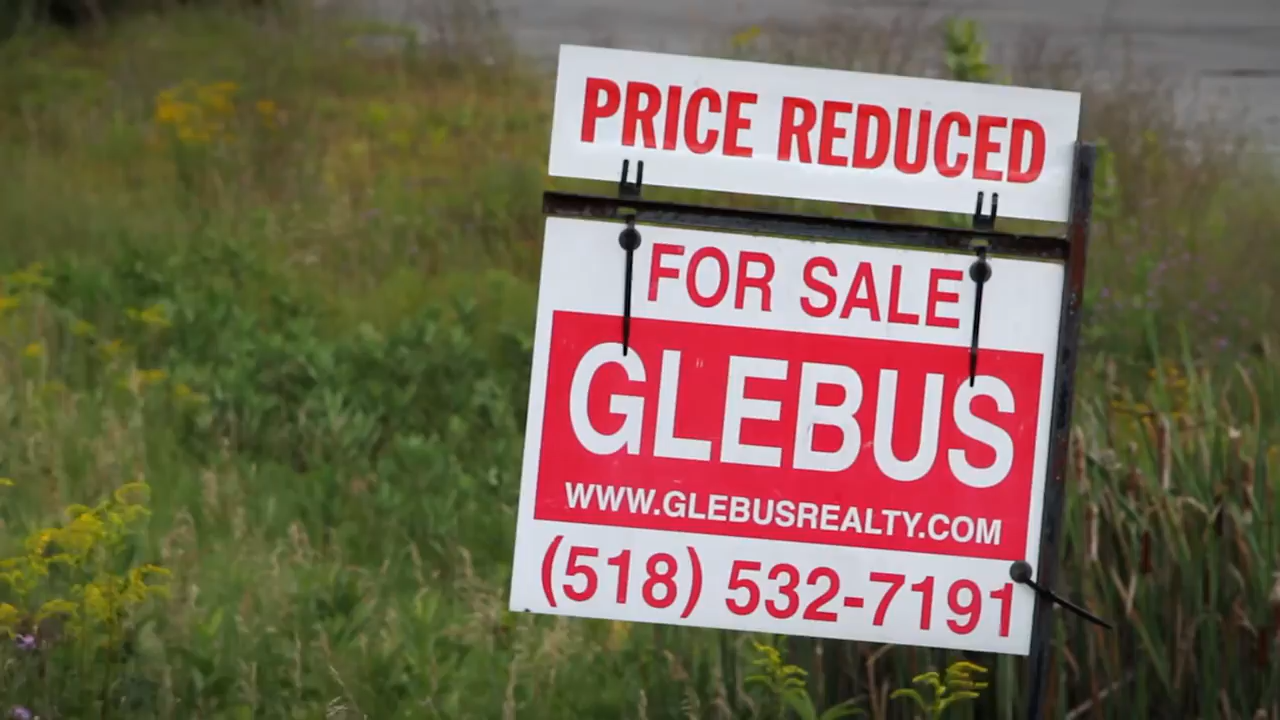 PRICE REDUCED
FOR SALE
GLEBUS
WWW.GLEBUSREALTY.COM
(518) 532-7191